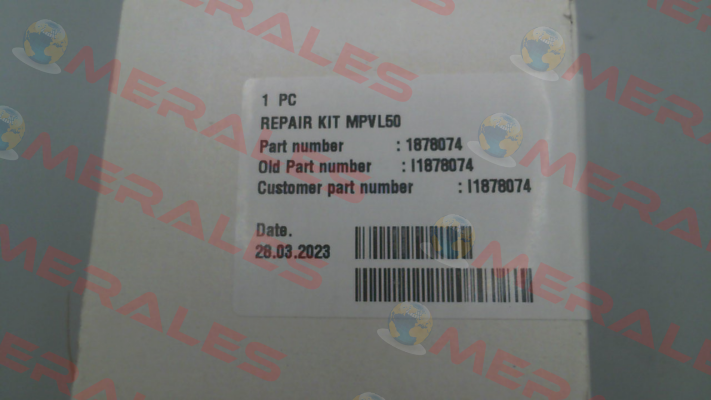 1 PC
REPAIR KIT MPVL50
Part number : 1878074
Old Part number : I1878074
Customer part number : I1878074
Date.
28.03.2023
MERALES
MERALES
MERALES
MERALES
MERALES